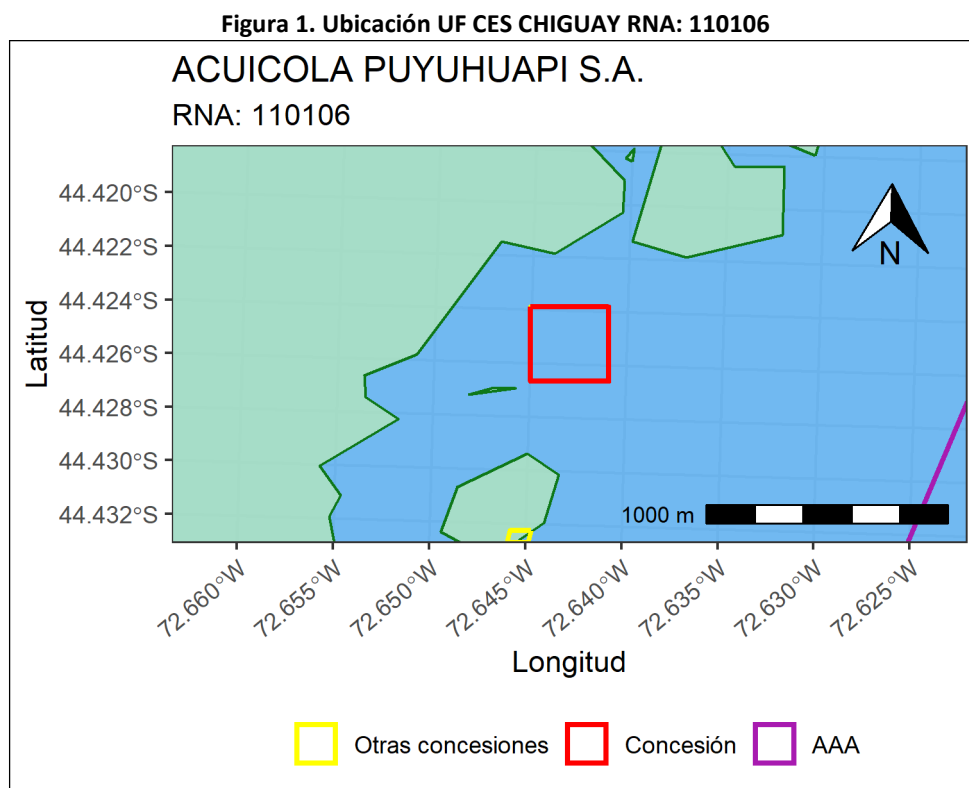 Figura 1. Ubicación UF CES CHIGUAY RNA: 110106
ACUICOLA PUYUHUAPI S.A.
RNA: 110106
44.420°S
44.422°S
44.424°S
44.426°S
44.428°S
44.430°S
44.432°S
Latitud
N
1000 m
72.660°W
72.655°W
72.650°W
72.645°W
72.640°W
72.635°W
72.630°W
72.625°W
Longitud
Otras concesiones
Concesión
AAA